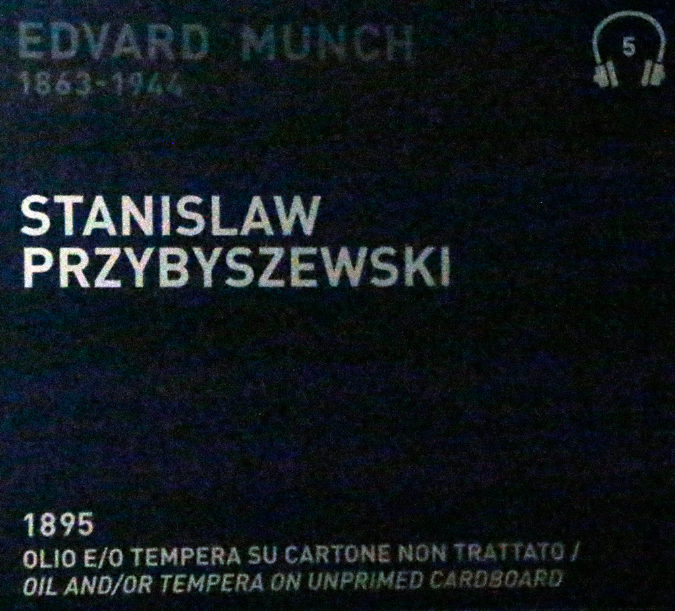 EDVARD MUNCH
5
1863-1944
STANISLAW
PRZYBYSZEWSKI
1895
OLIO E/O TEMPERA SU CARTONE NON TRATTATO /
OIL AND/OR TEMPERA ON UNPRIMED CARDBOARD